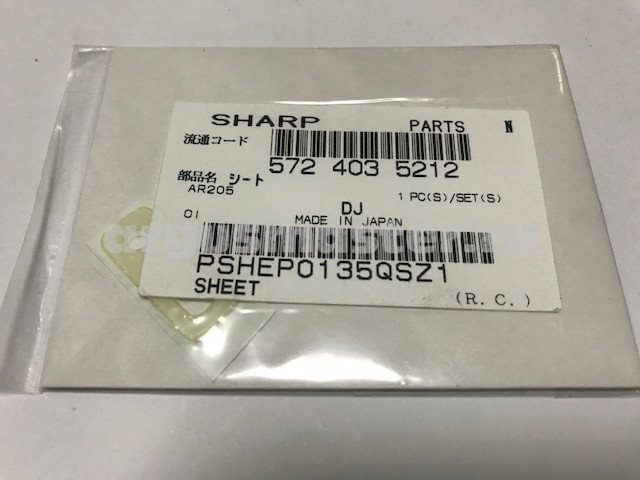 SHARP PARTS N
流通コード
572 403 5212
部品名 シート
AR205
1 PC(S)/SET(S)
DJ
01 MADE IN JAPAN
PSHEP0135QSZ1
SHEET
(R.C.)